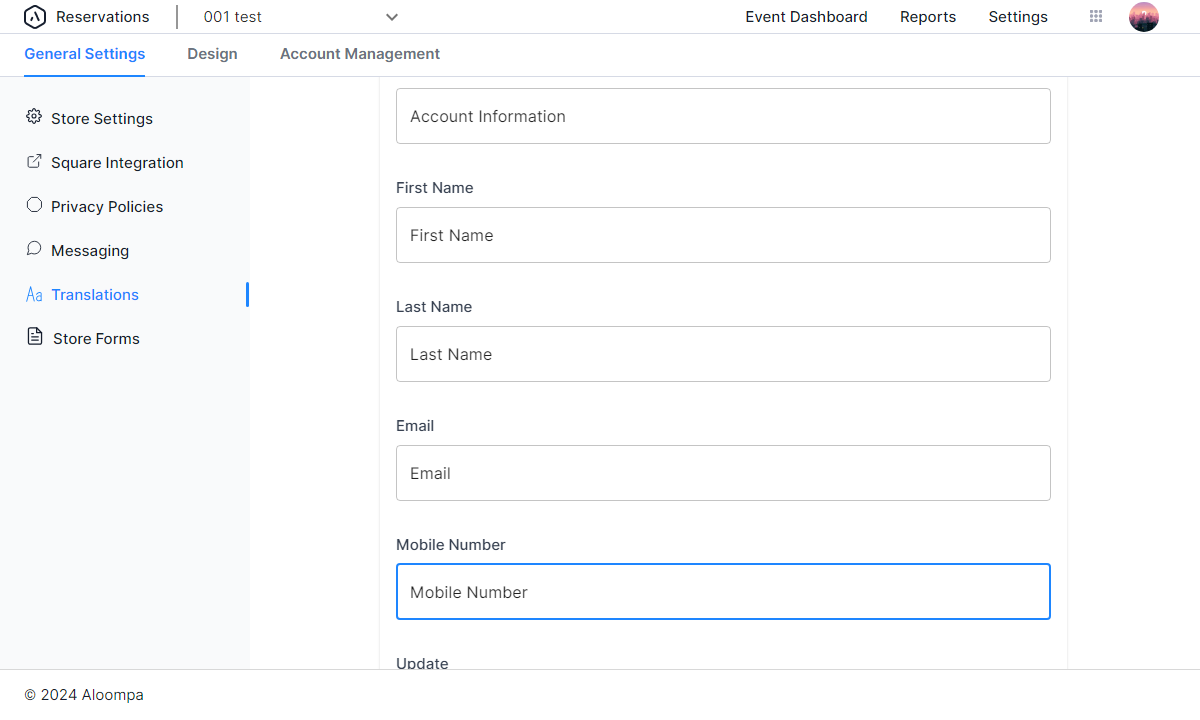 Reservations
001 test
Event Dashboard
Reports
Settings
General Settings
Design
Account Management
Store Settings
Square Integration
Privacy Policies
Messaging
Aa Translations
Store Forms
Account Information
First Name
First Name
Last Name
Last Name
Email
Email
Mobile Number
Mobile Number
Update
© 2024 Aloompa